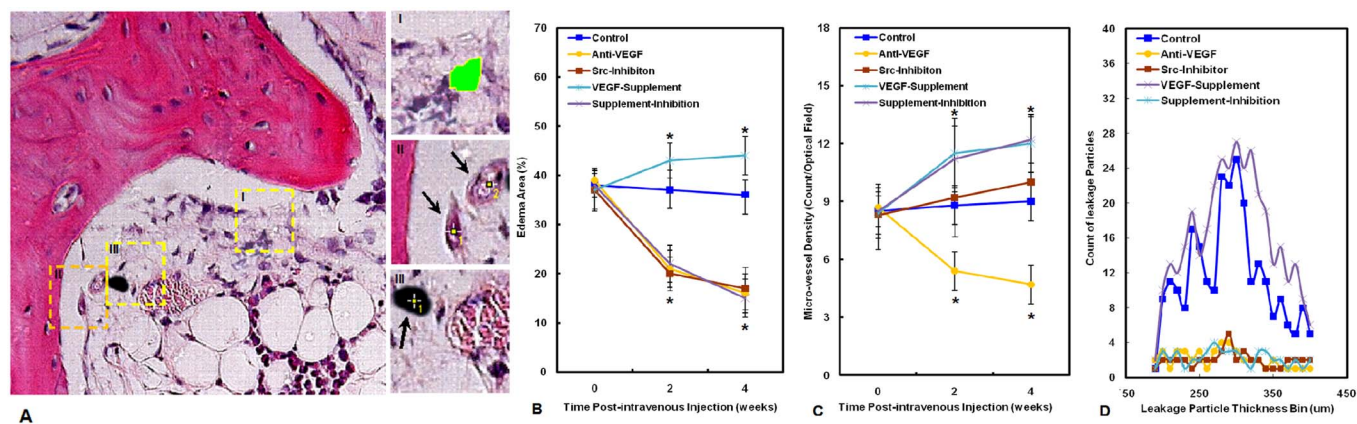 I
III
I
II
III
A
70
60
50
40
30
20
10
0
Edema Area (%)
Control
Anti-VEGF
Src-Inhibiton
VEGF-Supplement
Supplement-Inhibition
*
*
*
*
0 2 4
Time Post-intravenous Injection (weeks)
B
18
15
12
9
6
3
0
Micro-vessel Density (Count/Optical Field)
Control
Anti-VEGF
Src-Inhibiton
VEGF-Supplement
Supplement-Inhibition
*
*
*
*
0 2 4
Time Post-intravenous Injection (weeks)
C
40
36
32
28
24
20
16
12
8
4
0
Count of leakage Particles
Control
Anti-VEGF
Src-Inhibitor
VEGF-Supplement
Supplement-Inhibition
50 150 250 350 450
Leakage Particle Thickness Bin (um)
D